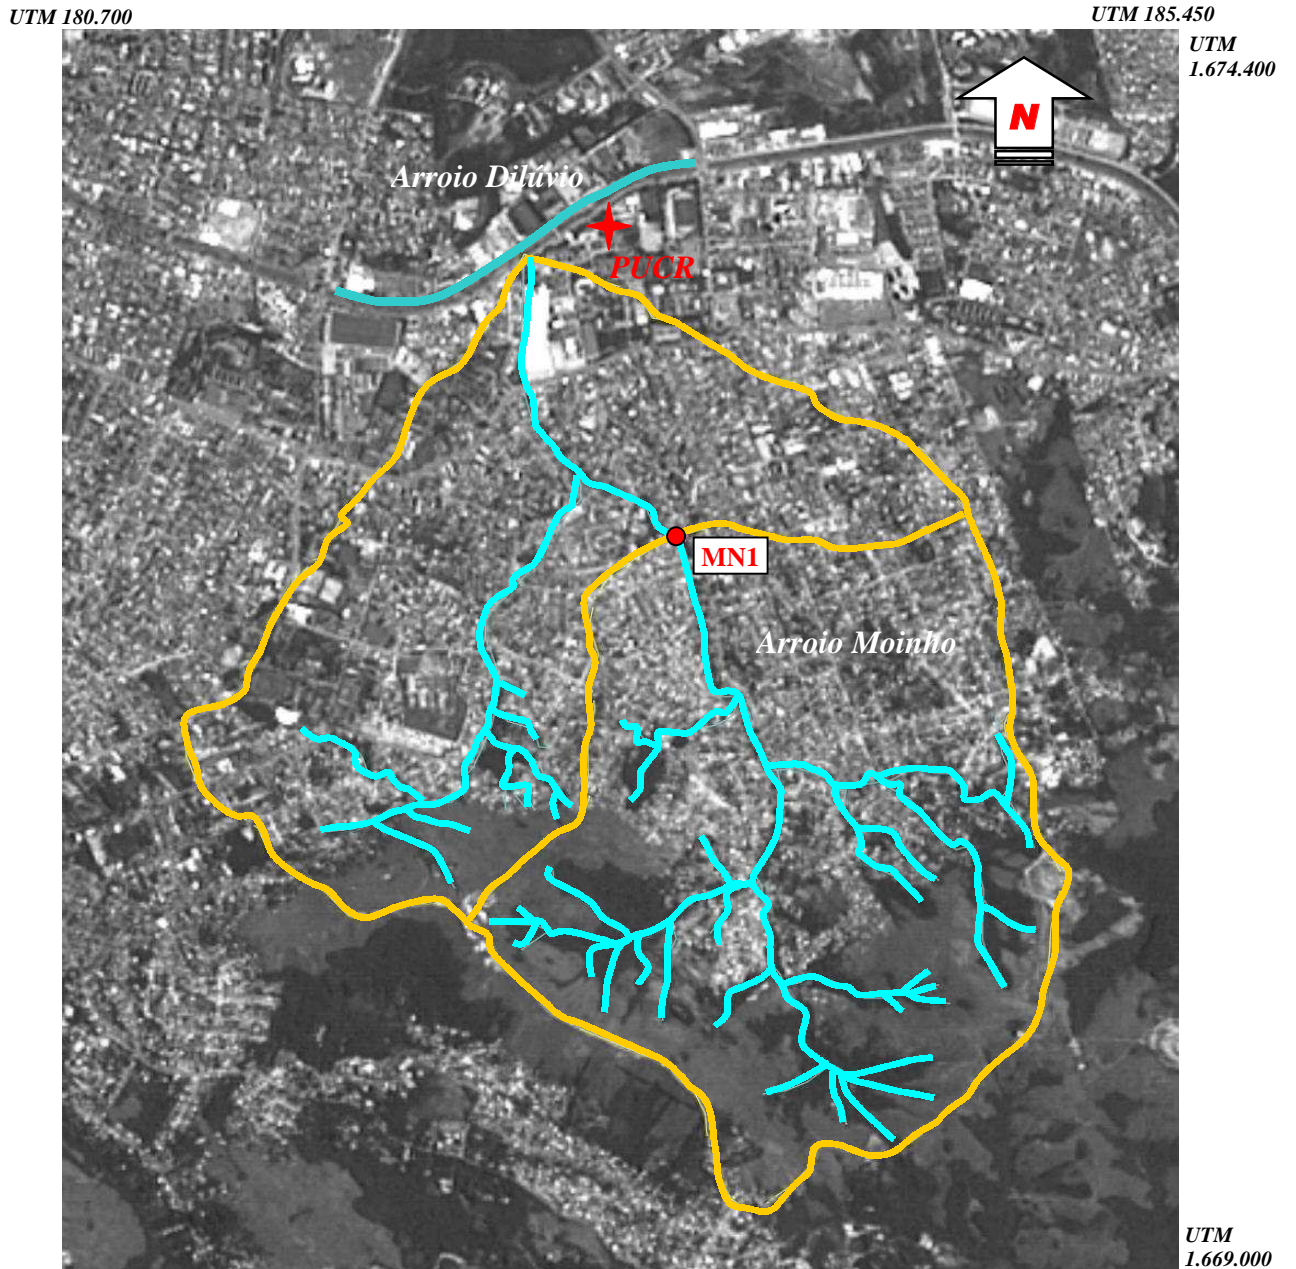 UTM 180.700
UTM 185.450
UTM
1.674.400
N
Arroio Dilúvio
PUCR
MN1
Arroio Moinho
UTM
1.669.000